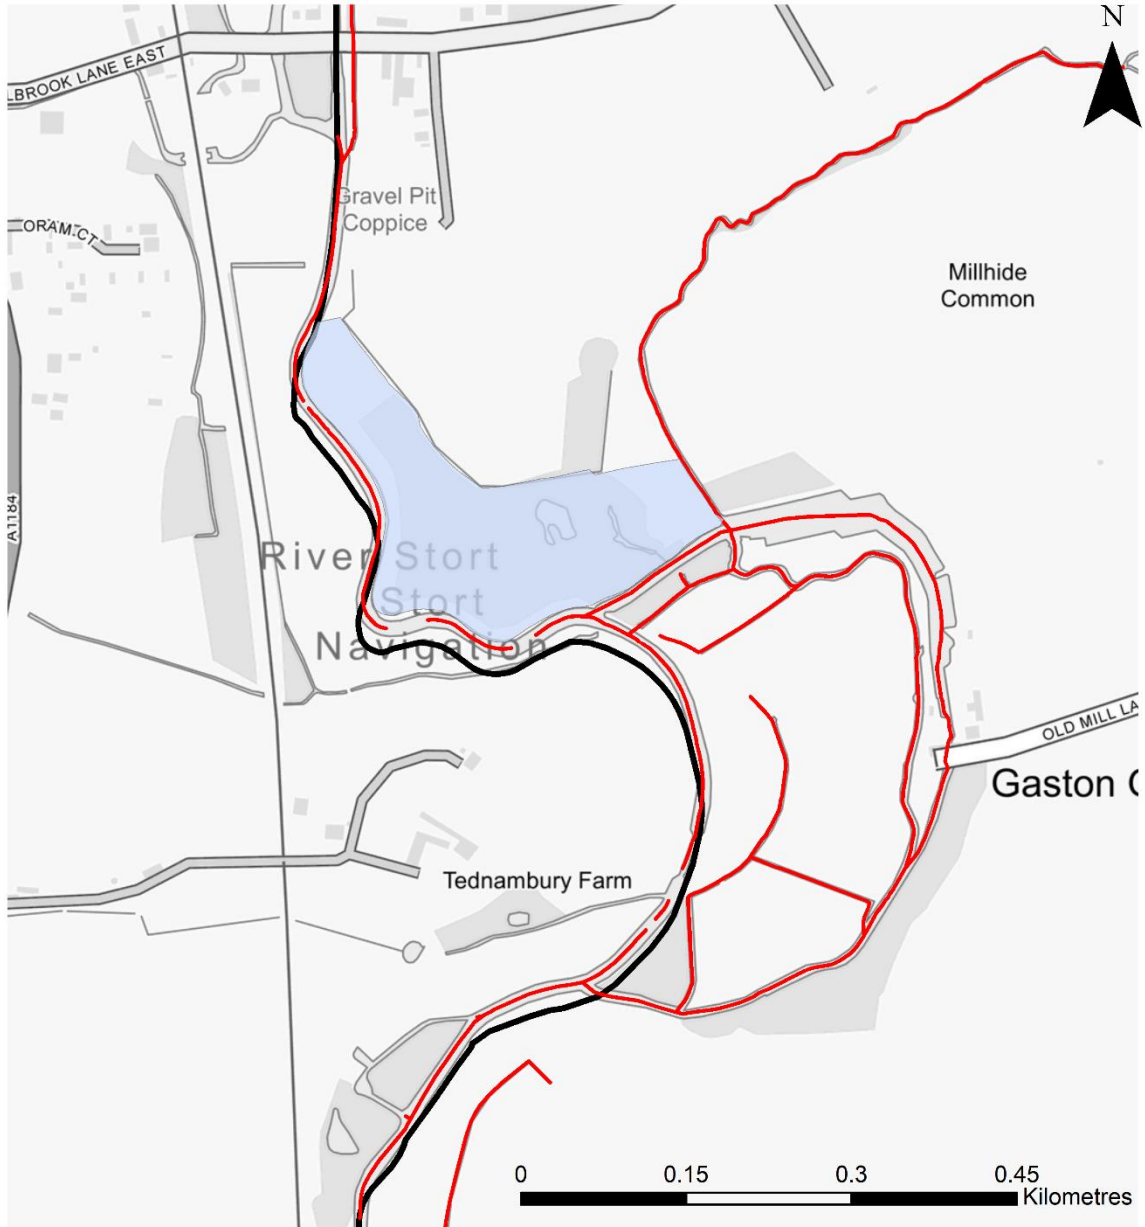 N
LBROOK LANE EAST
Gravel Pit
Coppice
ORAM CT
Millhide
Common
A1184
River Stort
Stort
Navigation
OLD MILL LA
Gaston
Tednambury Farm
0 0.15 0.3 0.45
Kilometres